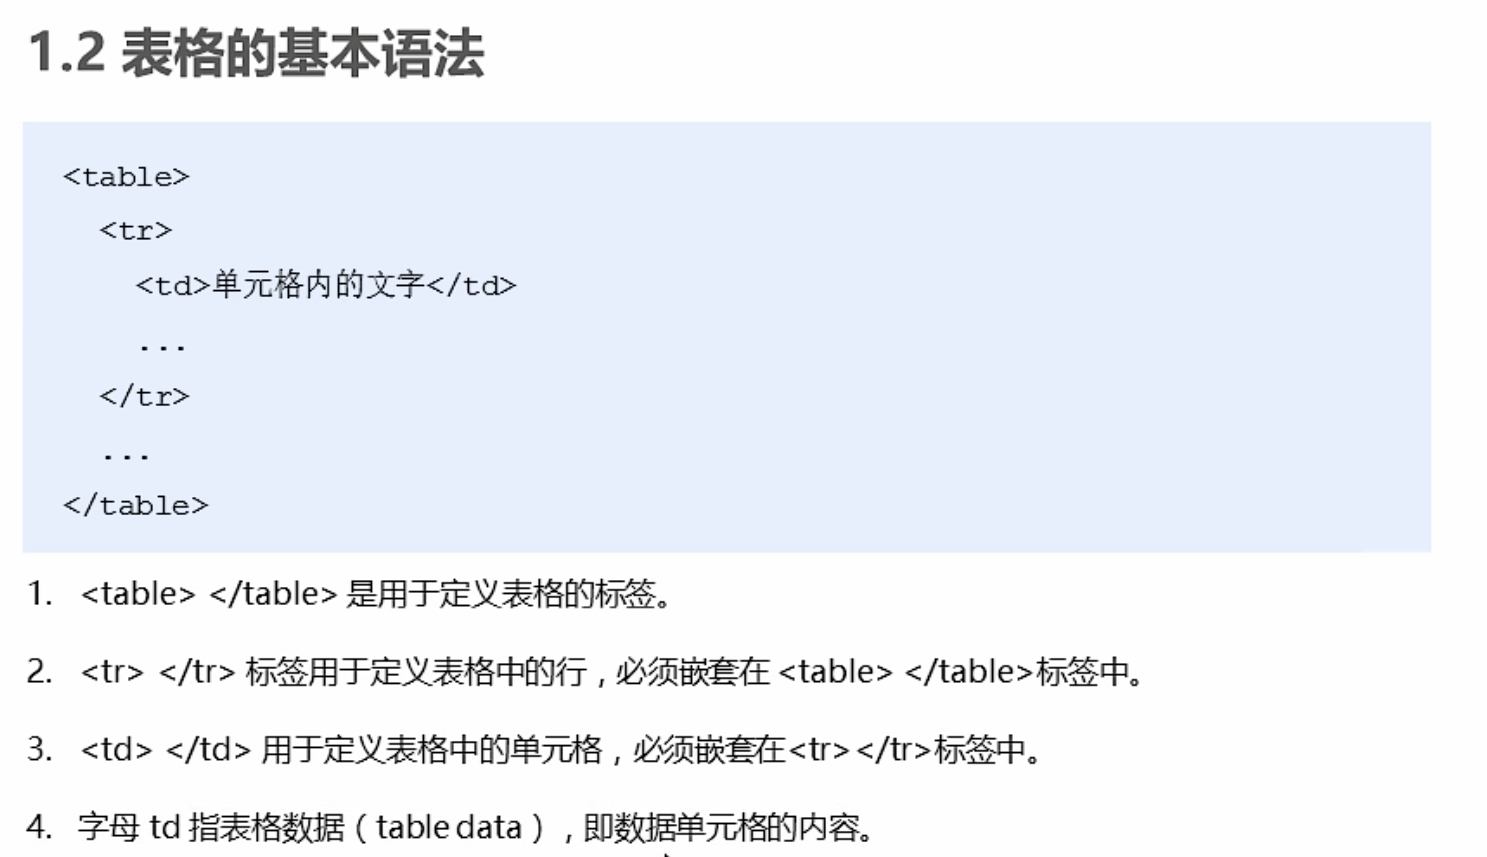 1.2 表格的基本语法
<table>
<tr>
<td>单元格内的文字</td>
...
</tr>
...
</table>
1. <table> </table> 是用于定义表格的标签。
2. <tr> </tr> 标签用于定义表格中的行，必须嵌套在 <table> </table>标签中。
3. <td> </td> 用于定义表格中的单元格，必须嵌套在<tr></tr>标签中。
4. 字母 td 指表格数据（table data），即数据单元格的内容。